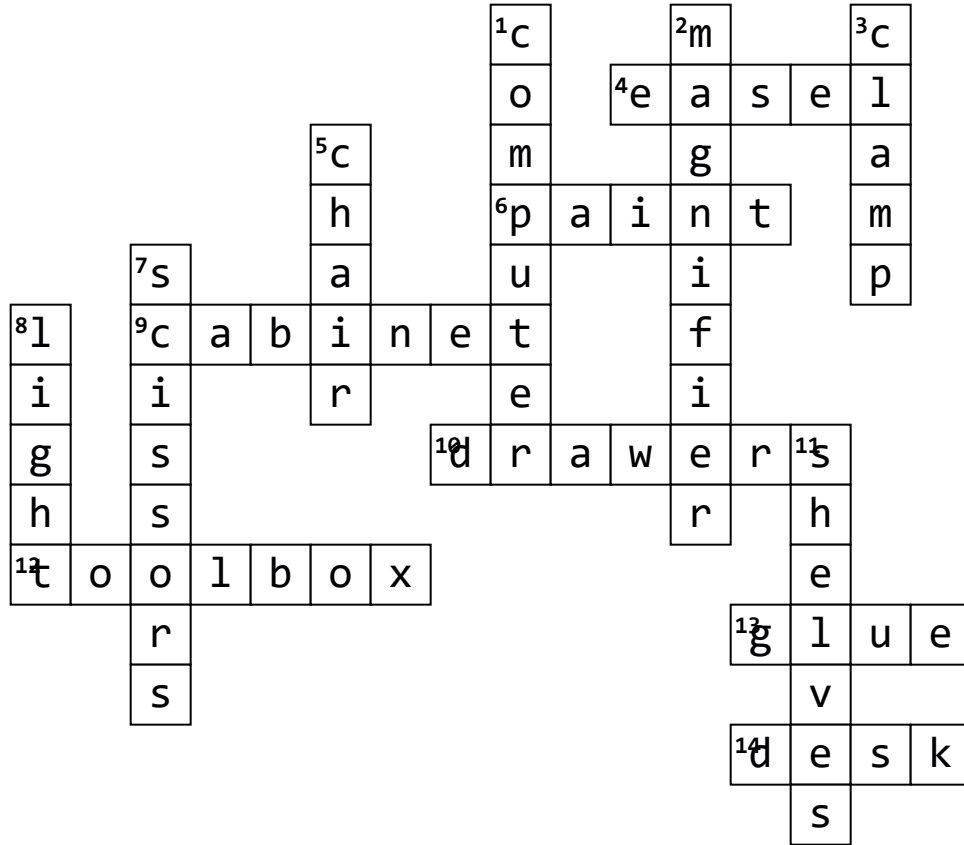 1c 2m 3c
o 4e a s e l
5c m g a
h 6p a i n t m
7s a u i p
8l 9c a b i n e t f
i i r e i
g s 10d r a w e r 11s
h s r h
12t o o l b o x e
r 13g l u e
s v
14d e s k
s